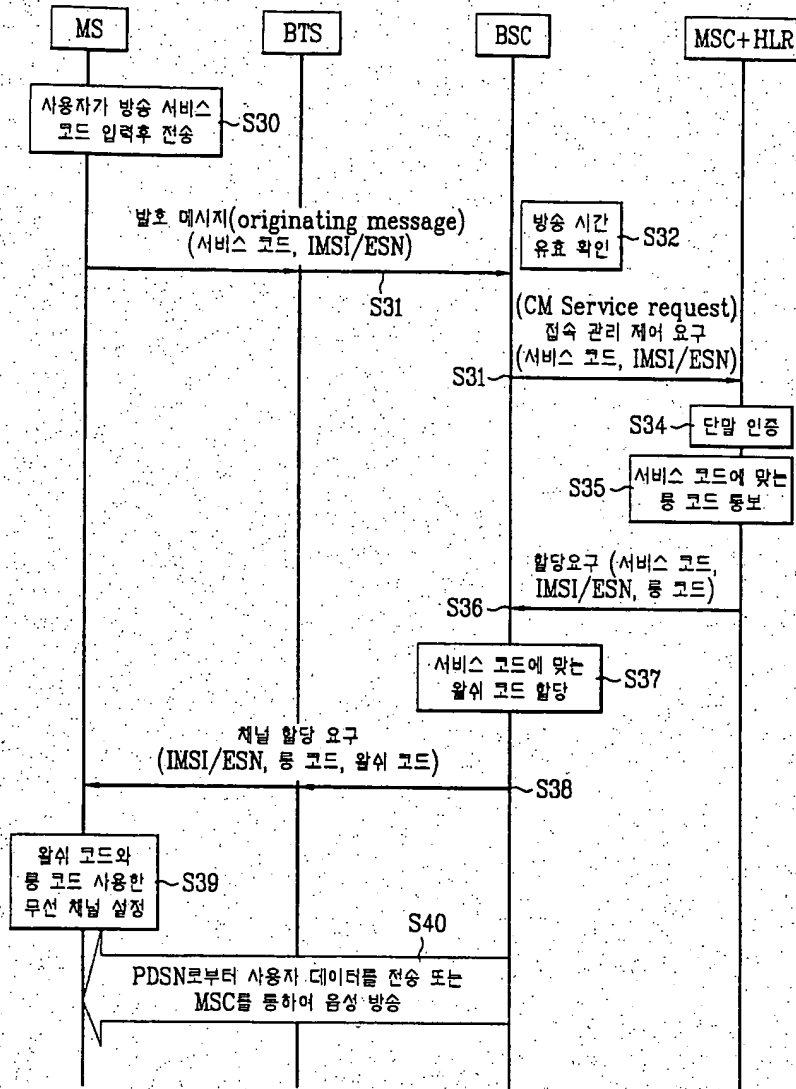 MS
BTS
BSC
MSC+HLR
사용자가 방송 서비스
코드 입력후 전송
S30
발호 메시지(originating message)
(서비스 코드, IMSI/ESN)
S31
방송 시간
유효 확인
S32
(CM Service request)
접속 관리 제어 요구
(서비스 코드, IMSI/ESN)
S31
S34
단말 인증
S35
서비스 코드에 맞는
롱 코드 통보
할당요구 (서비스 코드,
IMSI/ESN, 롱 코드)
S36
서비스 코드에 맞는
왈쉬 코드 할당
S37
채널 할당 요구
(IMSI/ESN, 롱 코드, 왈쉬 코드)
S38
왈쉬 코드와
롱 코드 사용한
무선 채널 설정
S39
S40
PDSN로부터 사용자 데이터를 전송 또는
MSC를 통하여 음성 방송